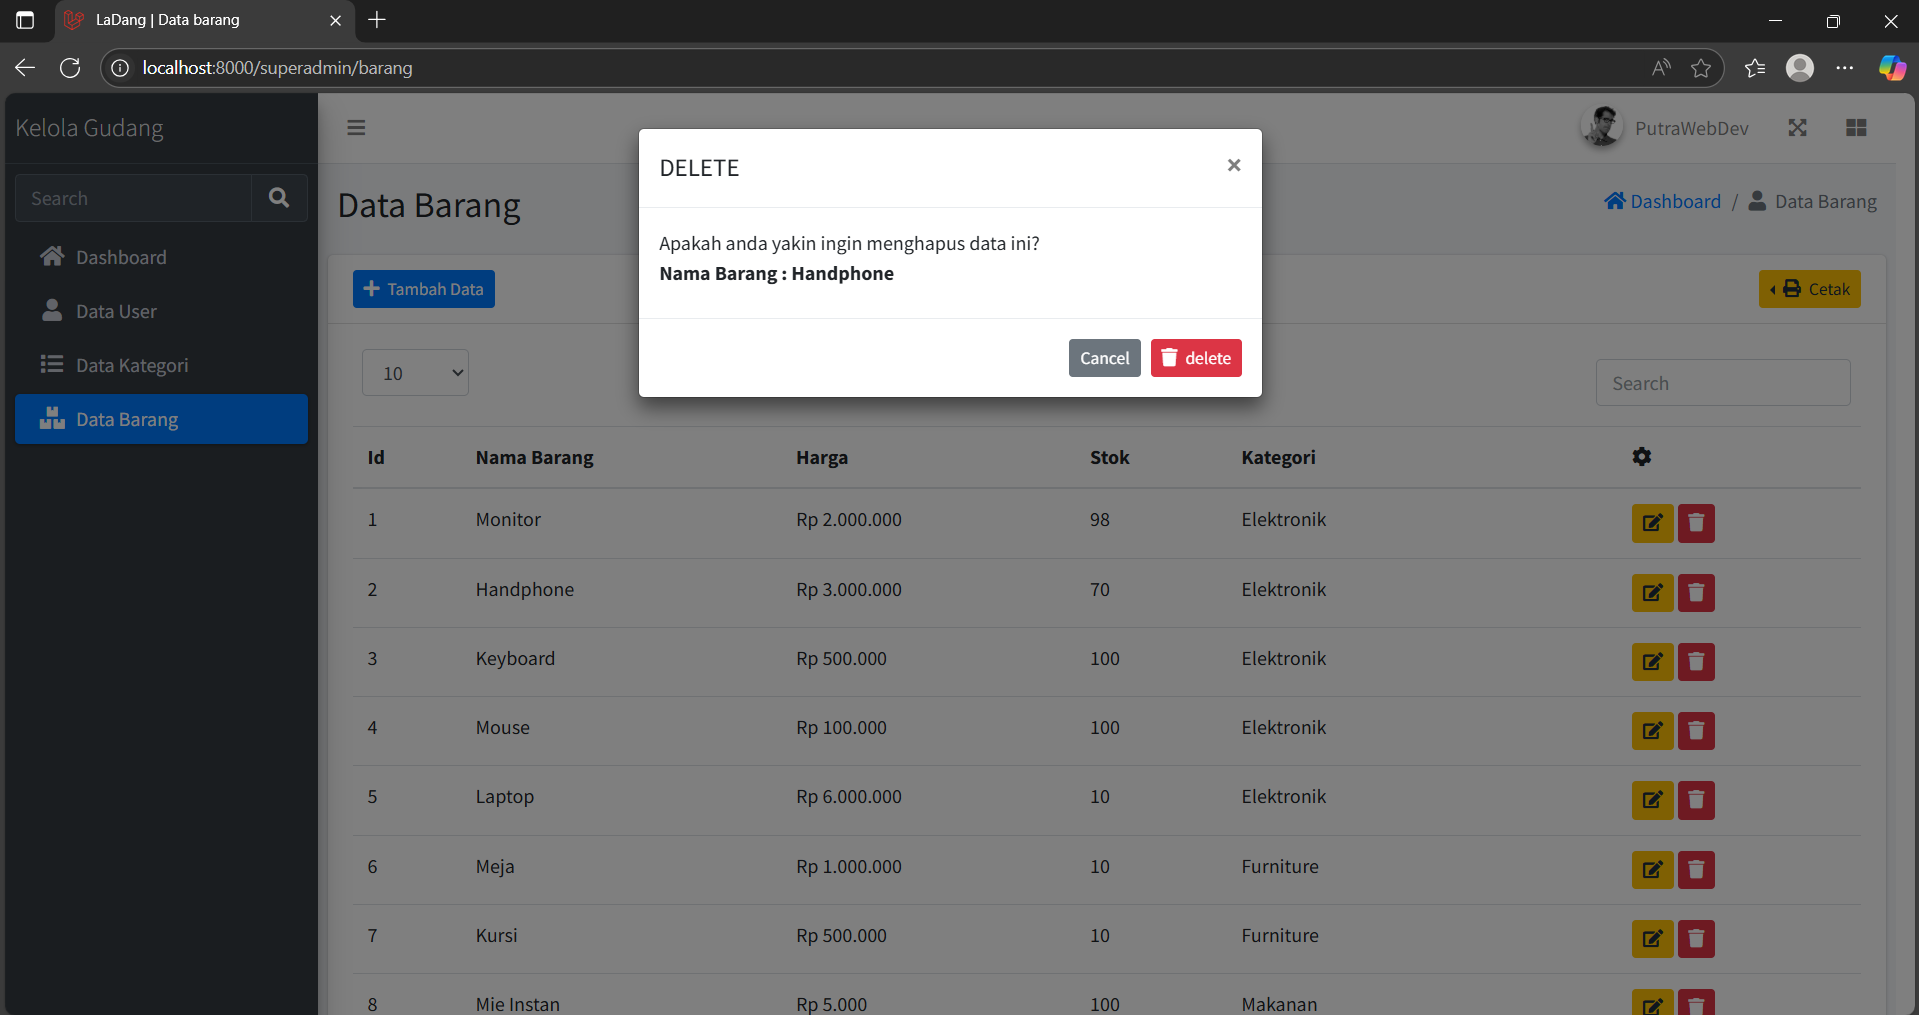 LaDang | Data barang
localhost:8000/superadmin/barang
Kelola Gudang
PutraWebDev
Search
Dashboard
Data User
Data Kategori
Data Barang
Data Barang
Dashboard / Data Barang
Tambah Data
Cetak
10
Search
DELETE
×
Apakah anda yakin ingin menghapus data ini?
Nama Barang : Handphone
Cancel
delete
Id Nama Barang Harga Stok Kategori
1 Monitor Rp 2.000.000 98 Elektronik
2 Handphone Rp 3.000.000 70 Elektronik
3 Keyboard Rp 500.000 100 Elektronik
4 Mouse Rp 100.000 100 Elektronik
5 Laptop Rp 6.000.000 10 Elektronik
6 Meja Rp 1.000.000 10 Furniture
7 Kursi Rp 500.000 10 Furniture
8 Mie Instan Rp 5.000 100 Makanan